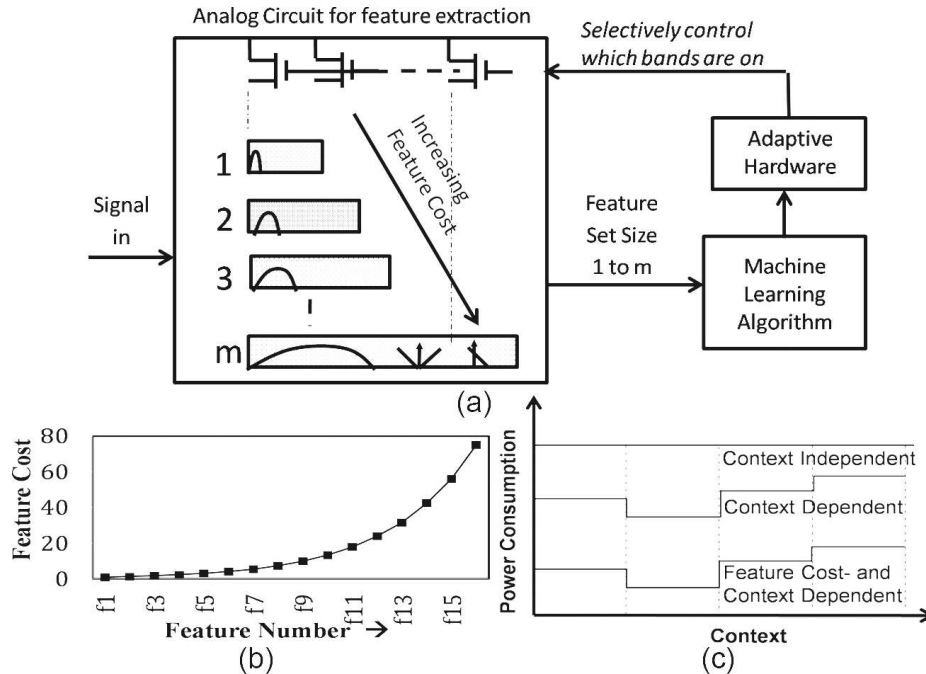 Analog Circuit for feature extraction
Selectively control
which bands are on
Increasing
Feature Cost
1
2
3
m
Signal
in
Feature
Set Size
1 to m
Adaptive
Hardware
Machine
Learning
Algorithm
(a)
Feature Cost
80
60
40
20
0
f1
f3
f5
f7
f9
f11
f13
f15
Feature Number →
(b)
Power Consumption
Context Independent
Context Dependent
Feature Cost- and
Context Dependent
Context
(c)